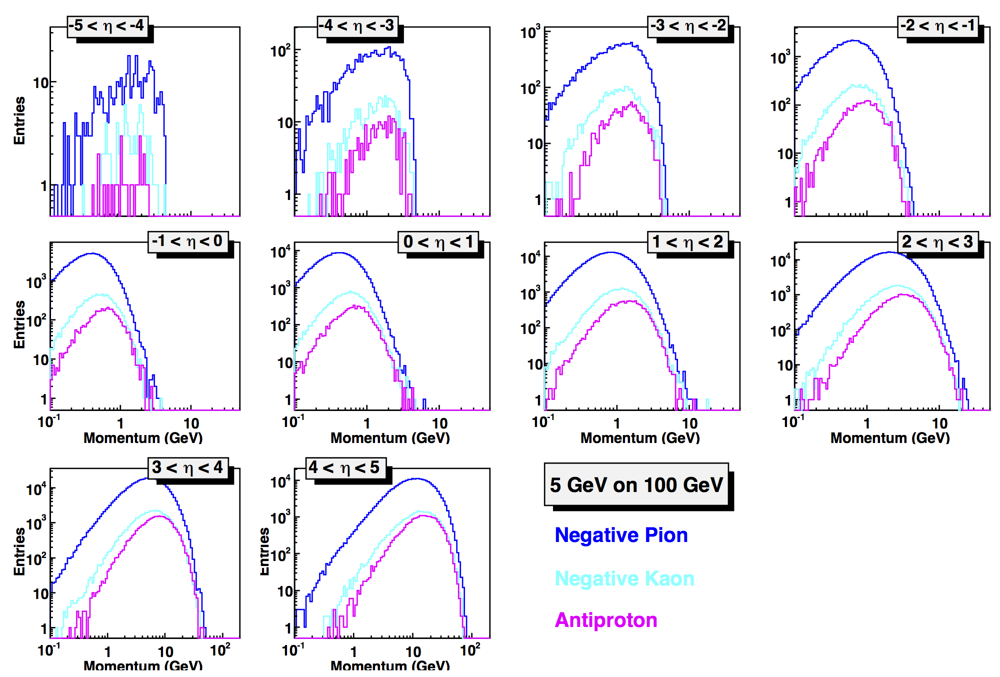 -5 < η < -4
-4 < η < -3
-3 < η < -2
-2 < η < -1
Entries
10
1
10²
10
1
10³
10²
10
1
10³
10²
10
1
-1 < η < 0
0 < η < 1
1 < η < 2
2 < η < 3
Entries
10³
10²
10
1
10⁴
10³
10²
10
1
10⁴
10³
10²
10
1
10⁴
10³
10²
10
1
10⁻¹ 1 10
10⁻¹ 1 10
10⁻¹ 1 10
10⁻¹ 1 10
Momentum (GeV)
Momentum (GeV)
Momentum (GeV)
Momentum (GeV)
3 < η < 4
4 < η < 5
Entries
10⁴
10³
10²
10
1
Entries
10⁴
10³
10²
10
1
10⁻¹ 1 10 10²
10⁻¹ 1 10 10²
Momentum (GeV)
Momentum (GeV)
5 GeV on 100 GeV
Negative Pion
Negative Kaon
Antiproton